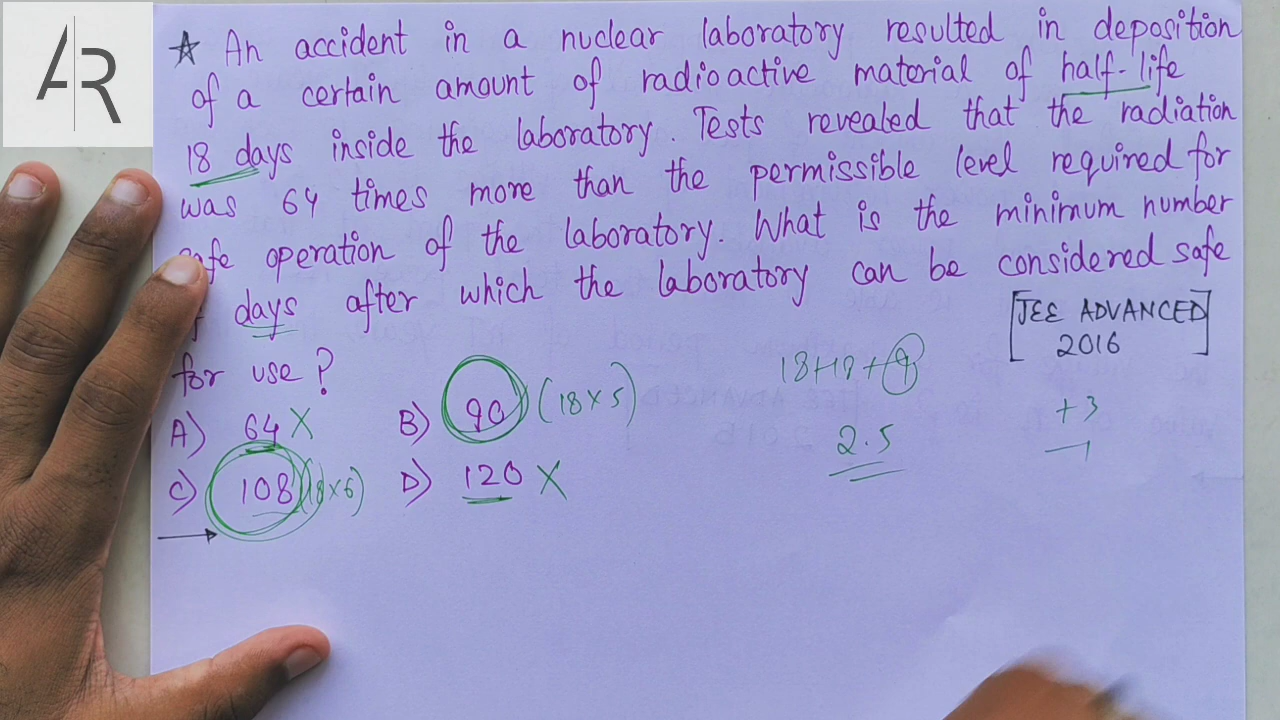 AR
☆ An accident in a nuclear laboratory resulted in deposition
of a certain amount of radioactive material of half-life
18 days inside the laboratory. Tests revealed that the radiation
was 64 times more than the permissible level required for
safe operation of the laboratory. What is the minimum number
days after which the laboratory can be considered safe
for use?
[JEE ADVANCED
2016]
A) 64 X B) 90 (18×5)
C) 108 (18×6) D) 120 X
18+18+9
2.5
+3
-1